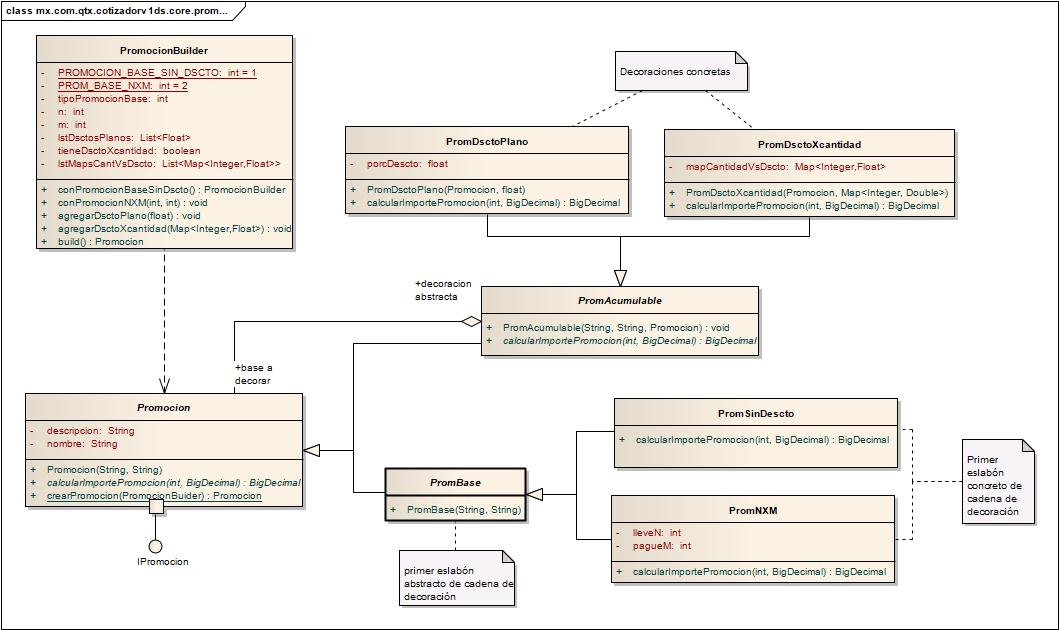 class mx.com.qtx.cotizadorv1ds.core.prom...
PromocionBuilder
- PROMOCION_BASE_SIN_DSCTO: int = 1
- PROM_BASE_NXM: int = 2
- tipoPromocionBase: int
- n: int
- m: int
- lstDsctosPlanos: List<Float>
- tieneDsctoXcantidad: boolean
- lstMapsCantVsDscto: List<Map<Integer,Float>>
+ conPromocionBaseSinDscto() : PromocionBuilder
+ conPromocionNXM(int, int) : void
+ agregarDsctoPlano(float) : void
+ agregarDsctoXcantidad(Map<Integer,Float>) : void
+ build() : Promocion
Decoraciones concretas
PromDsctoPlano
- porcDescto: float
+ PromDsctoPlano(Promocion, float)
+ calcularImportePromocion(int, BigDecimal) : BigDecimal
PromDsctoXcantidad
- mapCantidadVsDscto: Map<Integer,Float>
+ PromDsctoXcantidad(Promocion, Map<Integer, Double>)
+ calcularImportePromocion(int, BigDecimal) : BigDecimal
+decoracion
abstracta
PromAcumulable
+ PromAcumulable(String, String, Promocion) : void
+ calcularImportePromocion(int, BigDecimal) : BigDecimal
+base a
decorar
Promocion
- descripcion: String
- nombre: String
+ Promocion(String, String)
+ calcularImportePromocion(int, BigDecimal) : BigDecimal
+ crearPromocion(PromocionBuider) : Promocion
IPromocion
PromBase
+ PromBase(String, String)
primer eslabón
abstracto de cadena de
decoración
PromSinDescto
+ calcularImportePromocion(int, BigDecimal) : BigDecimal
PromNXM
- lleveN: int
- pagueM: int
+ calcularImportePromocion(int, BigDecimal) : BigDecimal
Primer
eslabón
concreto de
cadena de
decoración